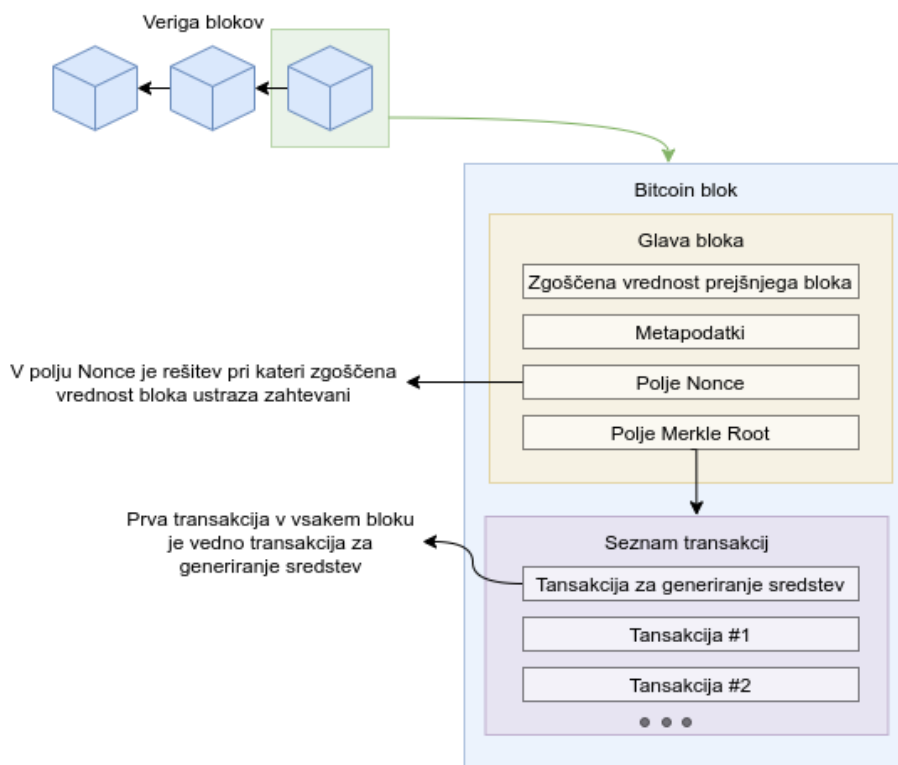 Veriga blokov
Bitcoin blok
Glava bloka
Zgoščena vrednost prejšnjega bloka
Metapodatki
V polju Nonce je rešitev pri kateri zgoščena
vrednost bloka ustraza zahtevani
Polje Nonce
Polje Merkle Root
Prva transakcija v vsakem bloku
je vedno transakcija za
generiranje sredstev
Seznam transakcij
Tansakcija za generiranje sredstev
Tansakcija #1
Tansakcija #2